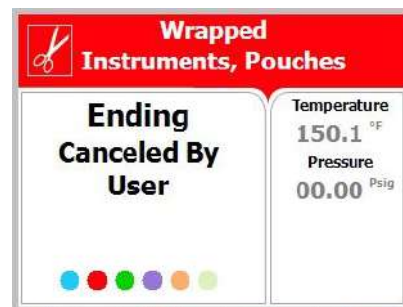 Wrapped
Instruments, Pouches
Ending
Canceled By
User
Temperature
150.1 °F
Pressure
00.00 Psig